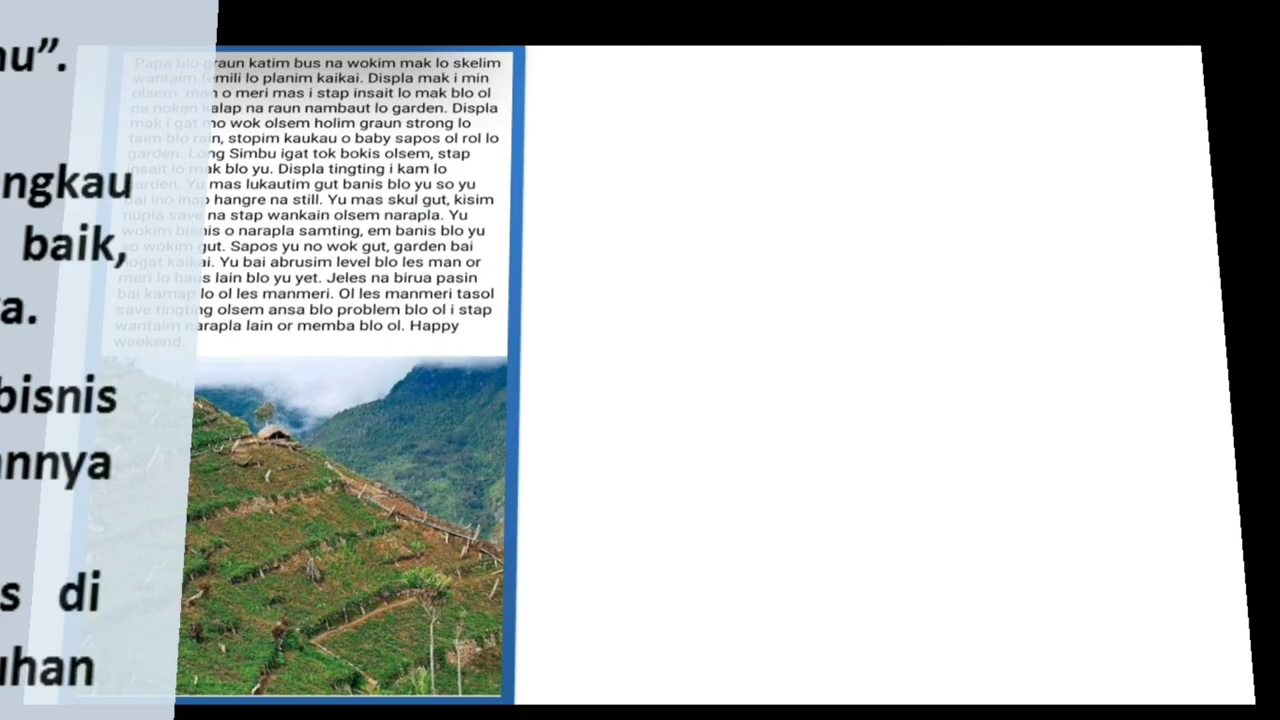 nu”.
ngkau
baik,
a.
bisnis
annya
s di
uhan
Papa blo graun katim bus na wokim mak lo skelim
wantaim femili lo planim kaikai. Displa mak i min
olsem man o meri mas i stap insait lo mak blo ol
na noken kalap na raun nambaut lo garden. Displa
mak i gat mo wok olsem holim graun strong lo
taim blo rain, stopim kaukau o baby sapos ol rol lo
garden. Long Simbu igat tok bokis olsem, stap
insait lo mak blo yu. Displa tingting i kam lo
garden. Yu mas lukautim gut banis blo yu so yu
bai ino inap hangre na still. Yu mas skul gut, kisim
nupla save na stap wankain olsem narapla. Yu
wokim bisnis o narapla samting, em banis blo yu
so wokim gut. Sapos yu no wok gut, garden bai
nogat kaikai. Yu bai abrusim level blo les man or
meri lo haus lain blo yu yet. Jeles na birua pasin
bai kamap lo ol les manmeri. Ol les manmeri tasol
save tingting olsem ansa blo problem blo ol i stap
wantaim narapla lain or memba blo ol. Happy
weekend.